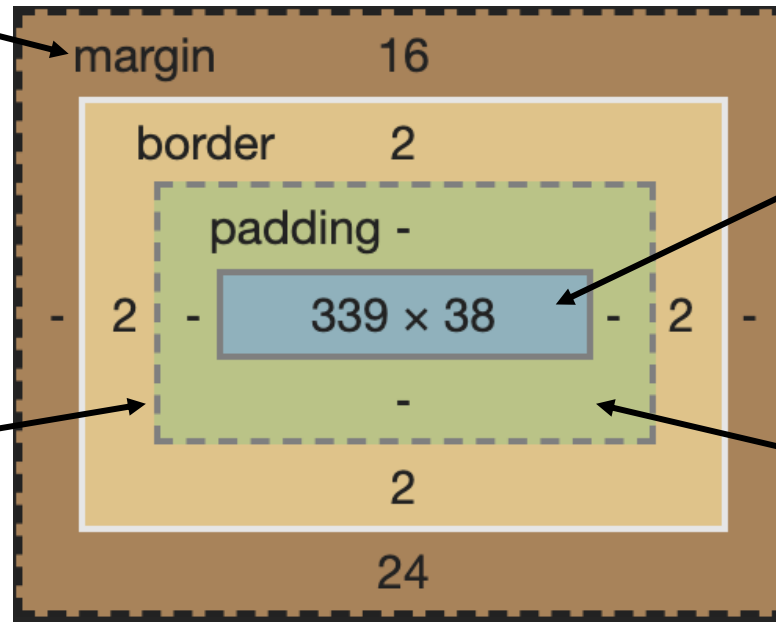 margin 16
border 2
padding -
- 2 - 339 × 38 - 2 -
-
2
24